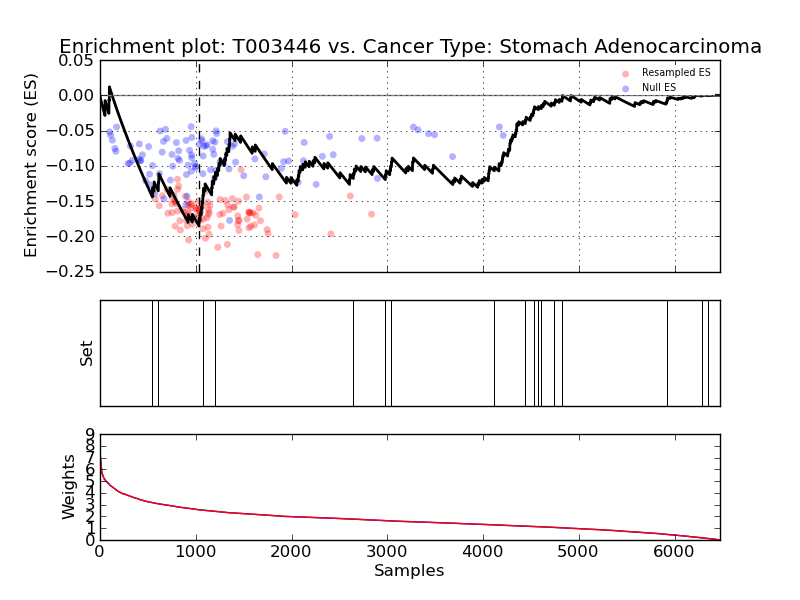 Enrichment plot: T003446 vs. Cancer Type: Stomach Adenocarcinoma
Enrichment score (ES)
0.05
0.00
−0.05
−0.10
−0.15
−0.20
−0.25
Resampled ES
Null ES
Set
Weights
9
8
7
6
5
4
3
2
1
0
0 1000 2000 3000 4000 5000 6000
Samples